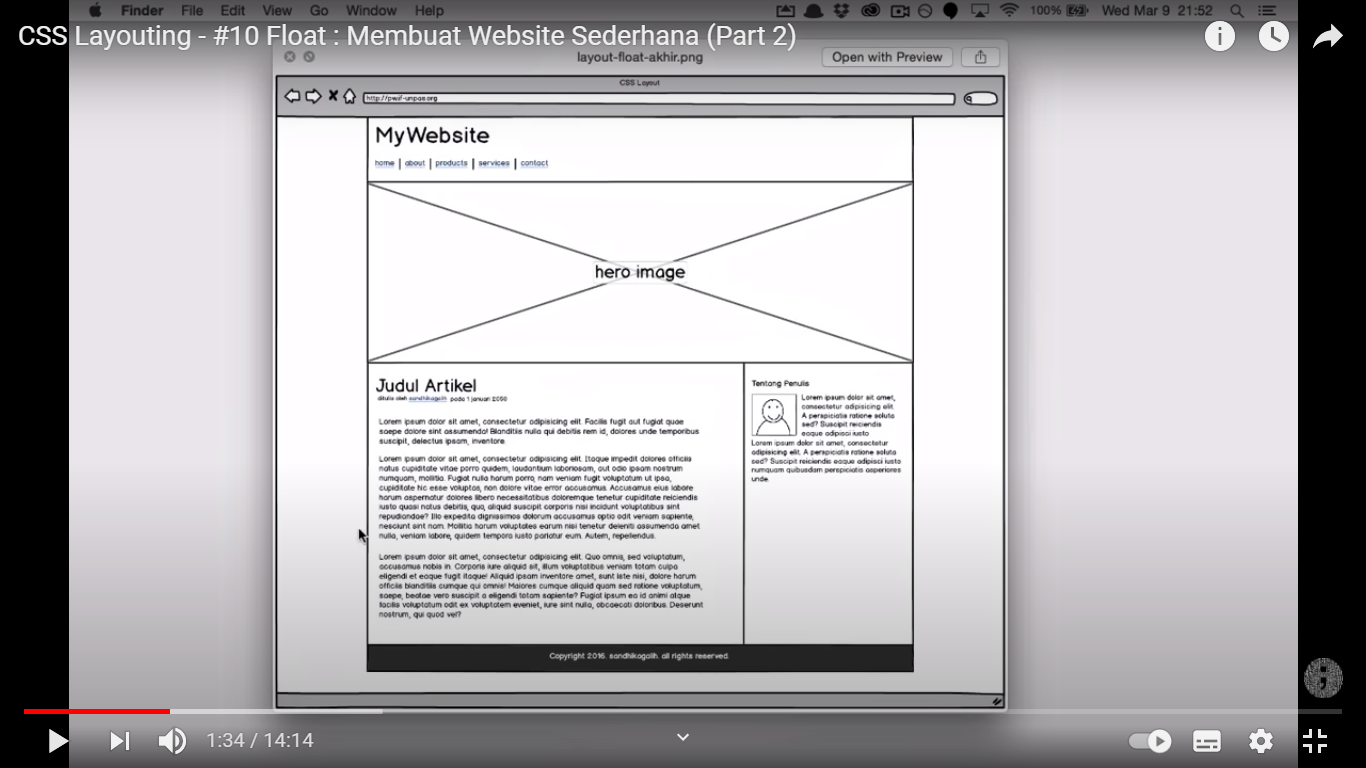 Finder File Edit View Go Window Help 100% Wed Mar 9 21:52
CSS Layouting - #10 Float : Membuat Website Sederhana (Part 2)
layout-float-akhir.png
Open with Preview
CSS Layout
http://pwif-unpas.org
MyWebsite
home | about | products | services | contact
hero image
Judul Artikel
ditulis oleh sandhikagalih pada 1 januari 2050
Lorem ipsum dolor sit amet, consectetur adipisicing elit. Facilis fugit aut fugiat quae
saepe dolore sint assumenda! Blanditiis nulla qui debitis rem id, dolores unde temporibus
suscipit, delectus ipsam, inventore.
Lorem ipsum dolor sit amet, consectetur adipisicing elit. Itaque impedit dolores officiis
natus cupiditate vitae porro quidem, laudantium laboriosam, aut odio ipsam nostrum
numquam, mollitia. Fugiat nulla harum porro, nam veniam fugit voluptatum ut ipsa,
cupiditate hic esse voluptas, non dolore vitae error accusamus. Accusamus eius labore
harum aspernatur dolores libero necessitatibus doloremque tenetur cupiditate reiciendis
iusto quasi natus debitis, quo, aliquid suscipit corporis nisi incidunt voluptatibus sint
repudiandae? Illo expedita dignissimos dolorum accusamus optio odit veniam sapiente,
nesciunt sint nam. Mollitia harum voluptates earum nisi tenetur deleniti assumenda amet
nulla, veniam labore, quidem tempora iusto pariatur eum. Autem, repellendus.
Lorem ipsum dolor sit amet, consectetur adipisicing elit. Quo omnis, sed voluptatum,
accusamus nobis in. Corporis iure aliquid sit, illum voluptatibus veniam totam culpa
eligendi et eaque fugit itaque! Aliquid ipsam inventore amet, sunt iste nisi, dolore harum
officiis blanditiis cumque qui omnis! Maiores cumque aliquid quam sed ratione voluptatum,
saepe, beatae vero suscipit a eligendi totam sapiente? Fugiat ipsum ea id animi atque
facilis voluptatum odit ex voluptatem eveniet, iure sint nulla, obcaecati doloribus. Deserunt
nostrum, qui quod vel?
Tentang Penulis
Lorem ipsum dolor sit amet,
consectetur adipisicing elit.
A perspiciatis ratione soluta
sed? Suscipit reiciendis
eaque adipisci iusto
Lorem ipsum dolor sit amet, consectetur
adipisicing elit. A perspiciatis ratione soluta
sed? Suscipit reiciendis eaque adipisci iusto
numquam quibusdam perspiciatis asperiores
unde.
Copyright 2016. sandhikagalih. all rights reserved.
1:34 / 14:14